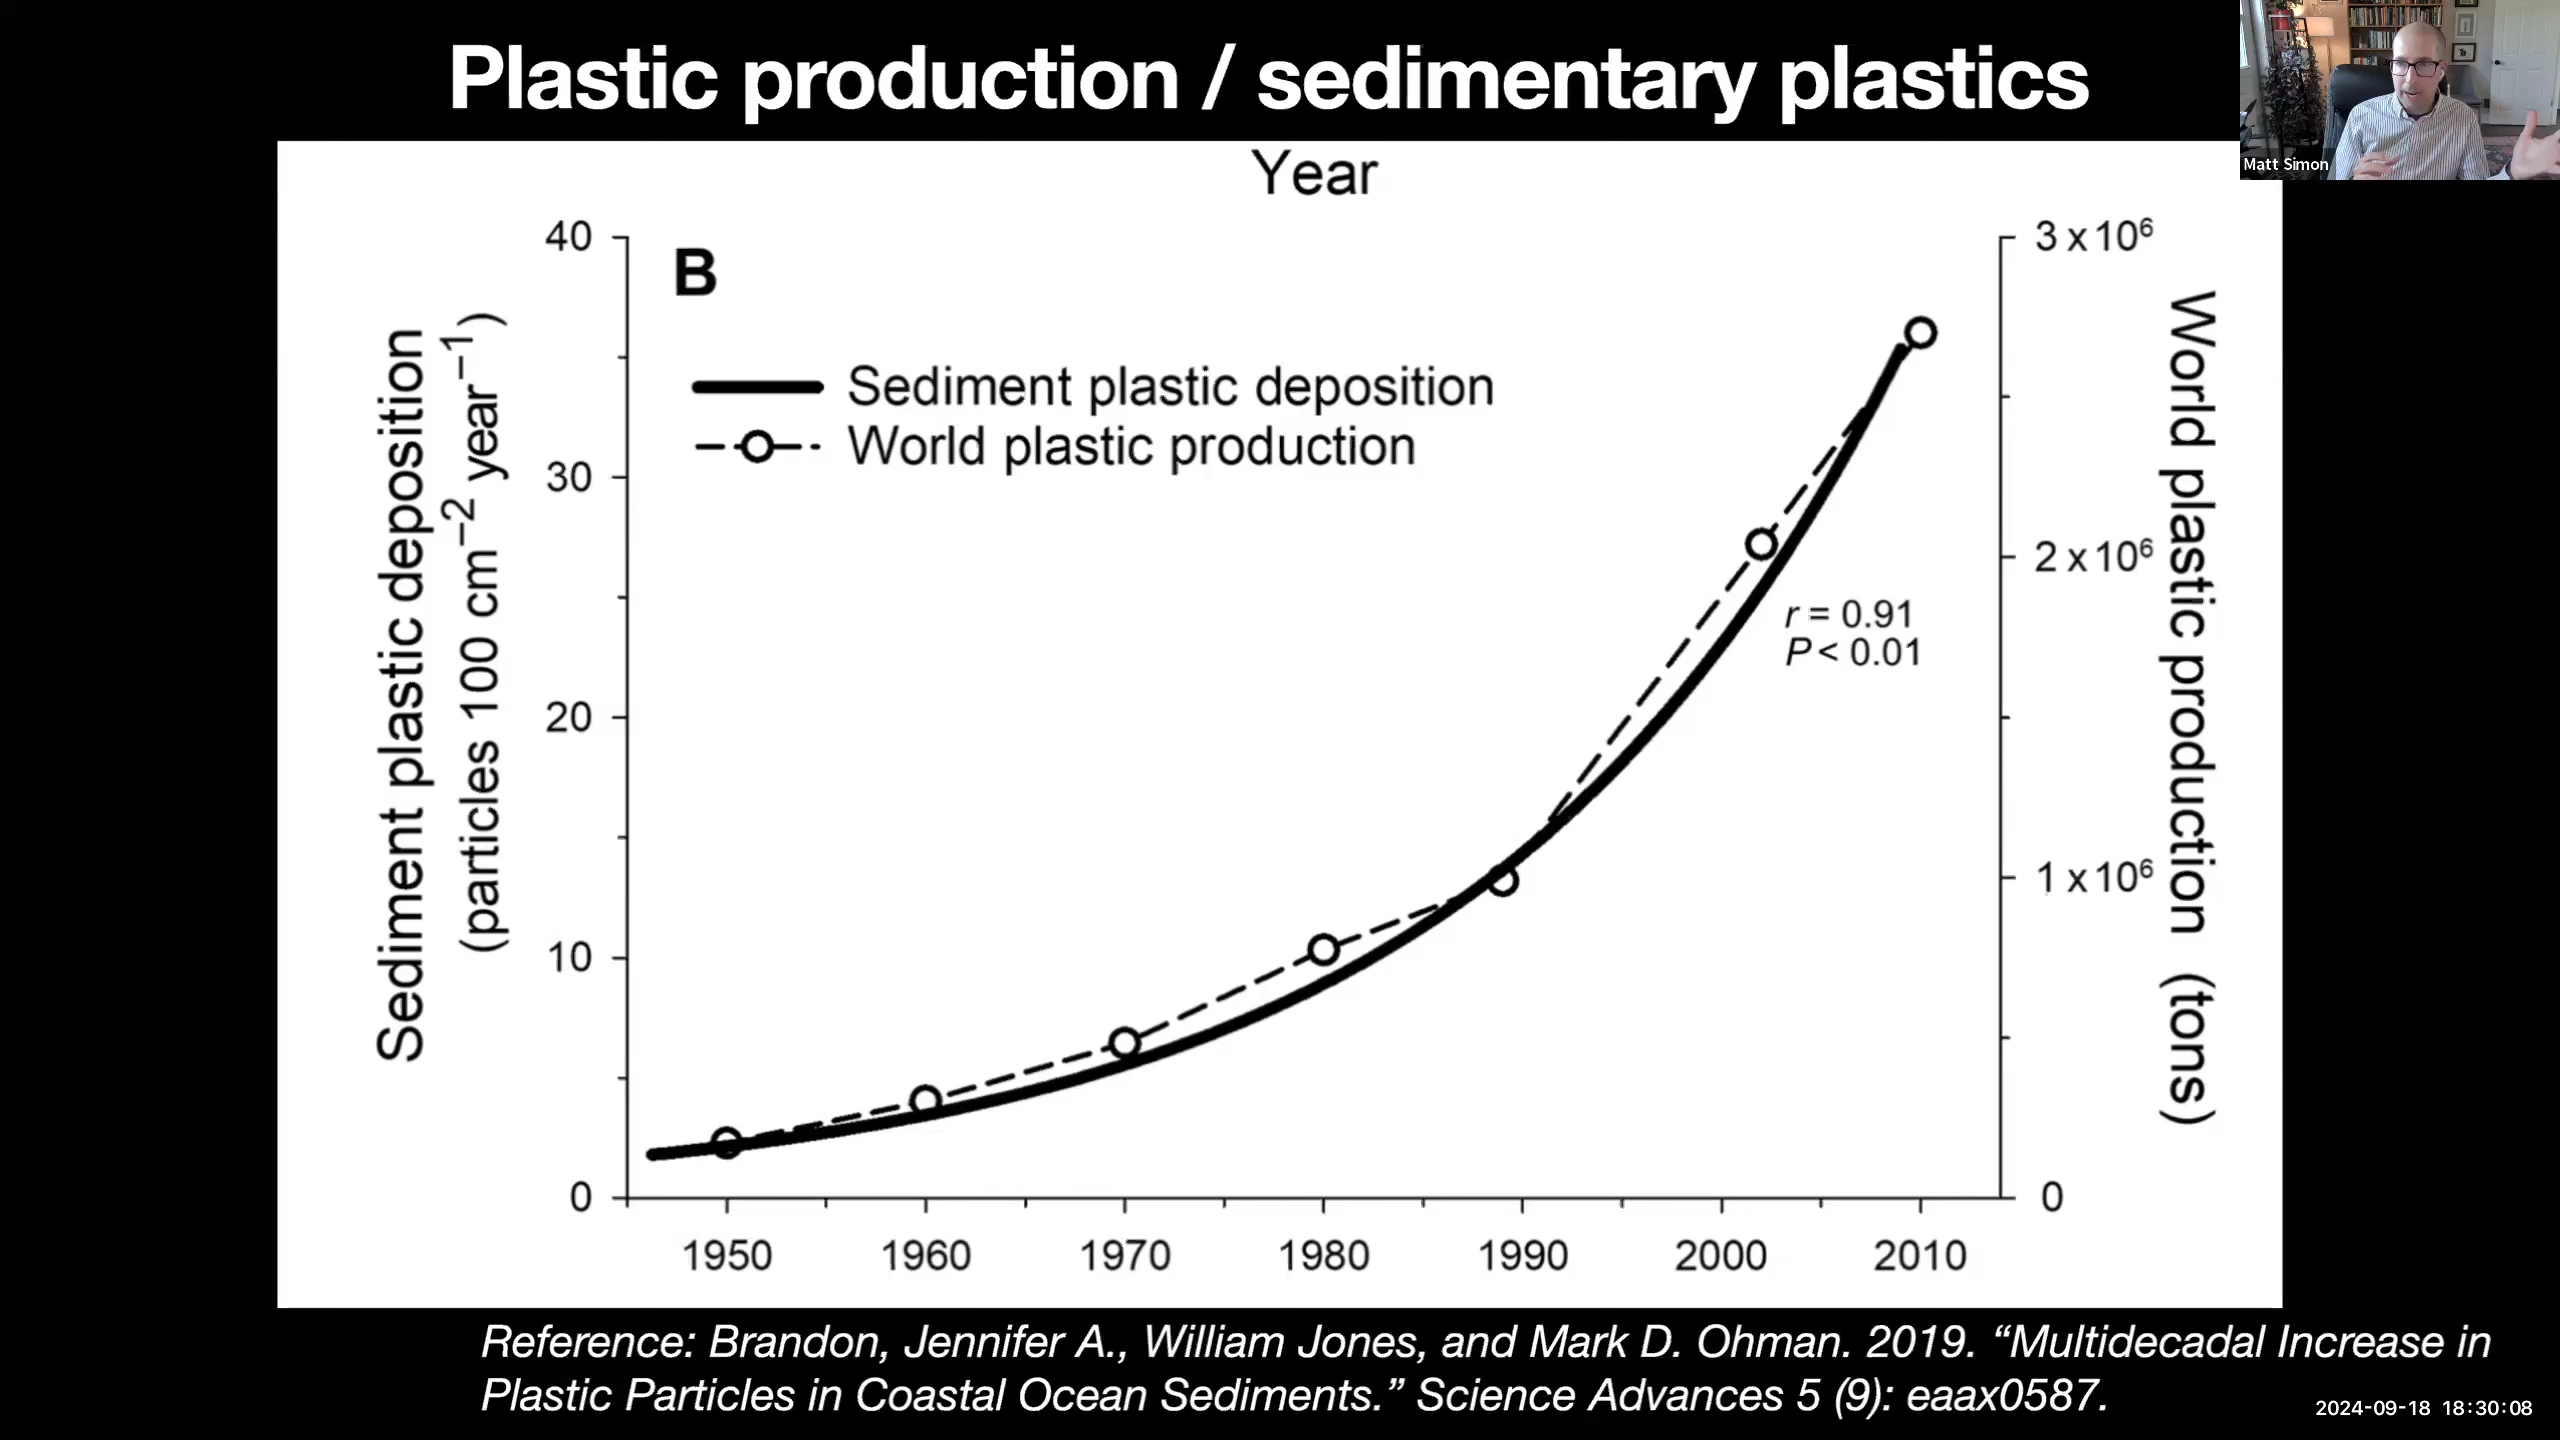 Plastic production / sedimentary plastics
Matt Simon
Year
B
Sediment plastic deposition
World plastic production
r = 0.91
P < 0.01
Sediment plastic deposition
(particles 100 cm⁻² year⁻¹)
40
30
20
10
0
3 x 10⁶
2 x 10⁶
1 x 10⁶
0
World plastic production (tons)
1950 1960 1970 1980 1990 2000 2010
Reference: Brandon, Jennifer A., William Jones, and Mark D. Ohman. 2019. “Multidecadal Increase in
Plastic Particles in Coastal Ocean Sediments.” Science Advances 5 (9): eaax0587.
2024-09-18 18:30:08